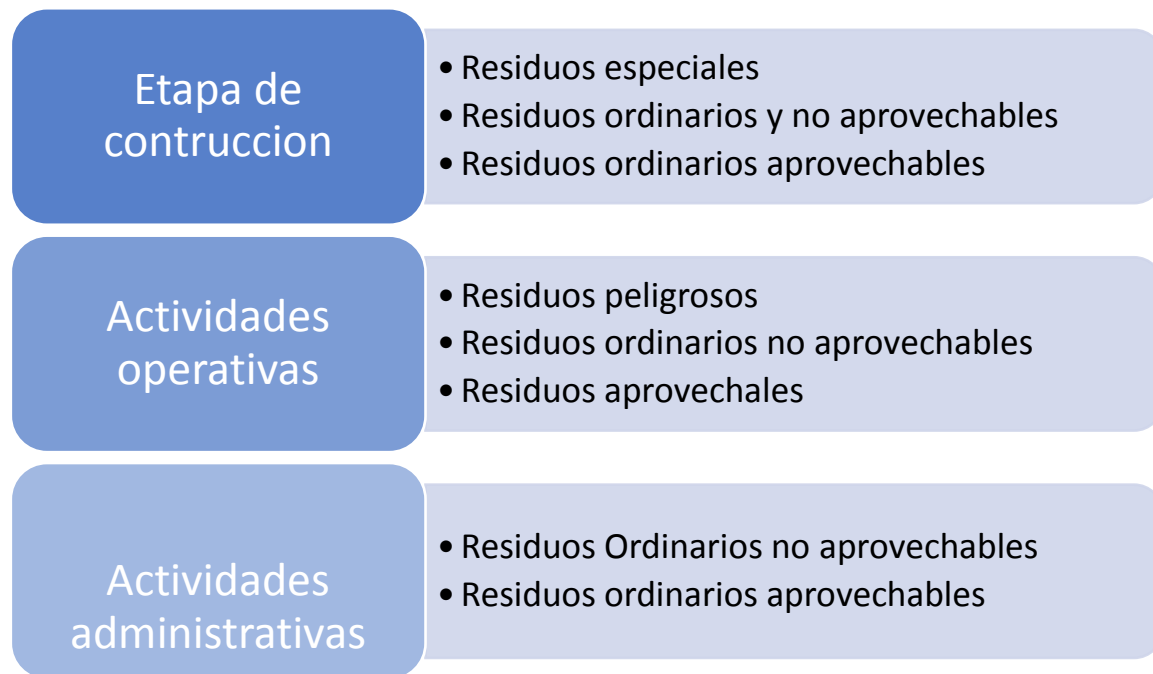 Etapa de
contruccion
• Residuos especiales
• Residuos ordinarios y no aprovechables
• Residuos ordinarios aprovechables
Actividades
operativas
• Residuos peligrosos
• Residuos ordinarios no aprovechables
• Residuos aprovechales
Actividades
administrativas
• Residuos Ordinarios no aprovechables
• Residuos ordinarios aprovechables